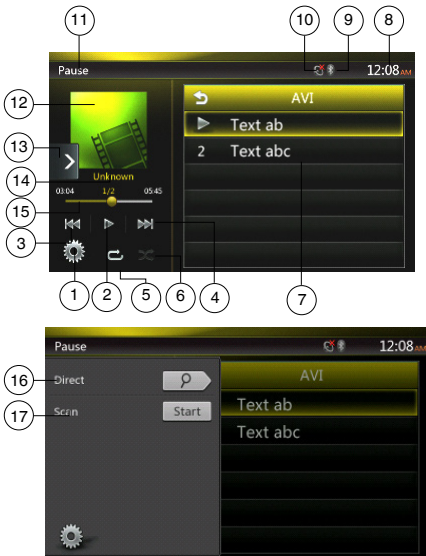 11 10 9 8
Pause 12:08 AM
12
AVI
Text ab
13
2 Text abc
14
Unknown
03:04 1/2 05:45
15
3
1 2 5 6 4 7
Pause 12:08 AM
AVI
16 Direct
Text ab
17 Scan Start
Text abc